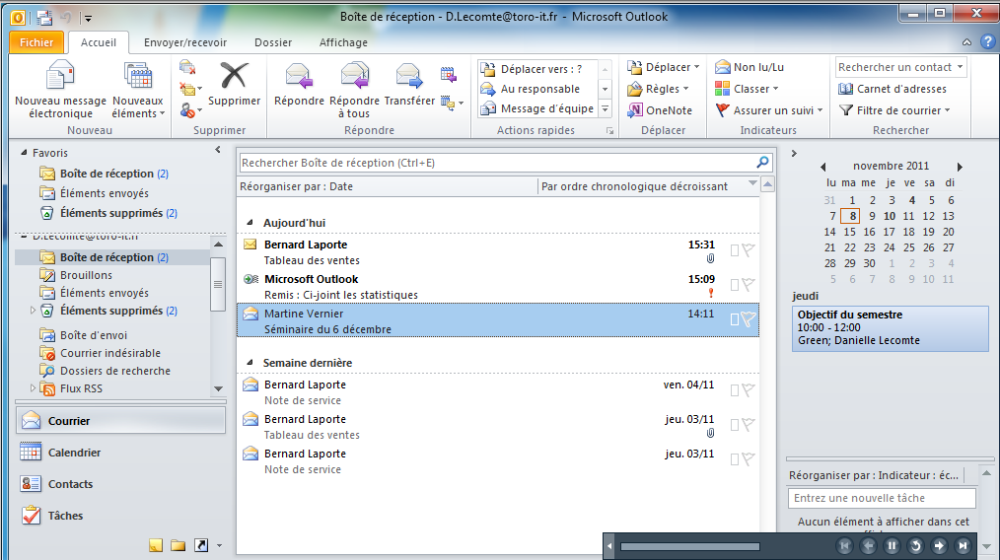 Boîte de réception - D.Lecomte@toro-it.fr - Microsoft Outlook
Fichier Accueil Envoyer/recevoir Dossier Affichage
Nouveau message électronique
Nouveaux éléments
Nouveau
Supprimer
Supprimer
Répondre
Répondre à tous
Transférer
Répondre
Déplacer vers : ?
Au responsable
Message d'équipe
Actions rapides
Déplacer
Règles
OneNote
Déplacer
Non lu/Lu
Classer
Assurer un suivi
Indicateurs
Rechercher un contact
Carnet d'adresses
Filtre de courrier
Rechercher
Favoris
Boîte de réception (2)
Éléments envoyés
Éléments supprimés (2)
D.Lecomte@toro-it.fr
Boîte de réception (2)
Brouillons
Éléments envoyés
Éléments supprimés (2)
Boîte d'envoi
Courrier indésirable
Dossiers de recherche
Flux RSS
Courrier
Calendrier
Contacts
Tâches
Rechercher Boîte de réception (Ctrl+E)
Réorganiser par : Date Par ordre chronologique décroissant
Aujourd'hui
Bernard Laporte 15:31
Tableau des ventes
Microsoft Outlook 15:09
Remis : Ci-joint les statistiques
Martine Vernier 14:11
Séminaire du 6 décembre
Semaine dernière
Bernard Laporte ven. 04/11
Note de service
Bernard Laporte jeu. 03/11
Tableau des ventes
Bernard Laporte jeu. 03/11
Note de service
novembre 2011
lu ma me je ve sa di
31 1 2 3 4 5 6
7 8 9 10 11 12 13
14 15 16 17 18 19 20
21 22 23 24 25 26 27
28 29 30 1 2 3 4
5 6 7 8 9 10 11
jeudi
Objectif du semestre
10:00 - 12:00
Green; Danielle Lecomte
Réorganiser par : Indicateur : éc...
Entrez une nouvelle tâche
Aucun élément à afficher dans cet